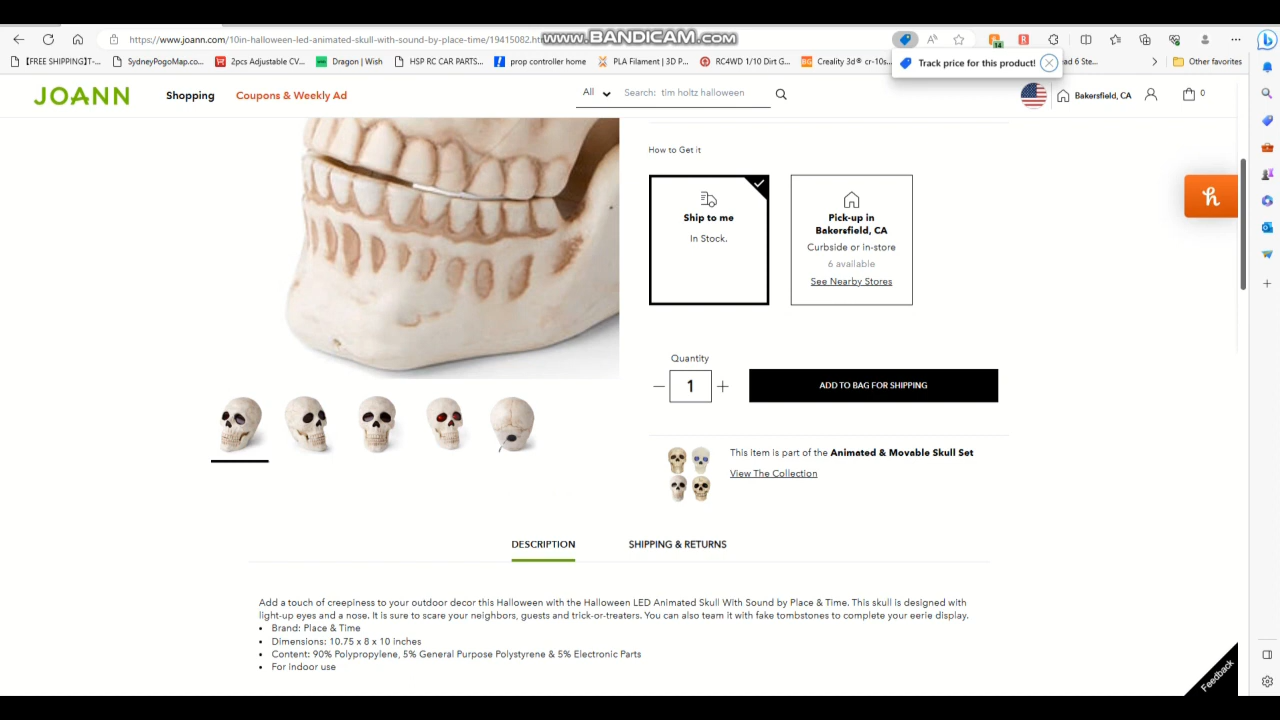 https://www.joann.com/10in-halloween-led-animated-skull-with-sound-by-place-time/19415082.ht
www.BANDICAM.com
14
[FREE SHIPPING]T-...
SydneyPogoMap.co...
2pcs Adjustable CV...
Dragon | Wish
HSP RC CAR PARTS...
prop controller home
PLA Filament | 3D P...
RC4WD 1/10 Dirt G...
Creality 3d® cr-10s...
ad 6 Ste...
Other favorites
Track price for this product!
JOANN
Shopping
Coupons & Weekly Ad
All
Search: tim holtz halloween
Bakersfield, CA
0
How to Get it
Ship to me
In Stock.
Pick-up in
Bakersfield, CA
Curbside or in-store
6 available
See Nearby Stores
Quantity
1
ADD TO BAG FOR SHIPPING
This item is part of the Animated & Movable Skull Set
View The Collection
DESCRIPTION
SHIPPING & RETURNS
Add a touch of creepiness to your outdoor decor this Halloween with the Halloween LED Animated Skull With Sound by Place & Time. This skull is designed with
light-up eyes and a nose. It is sure to scare your neighbors, guests and trick-or-treaters. You can also team it with fake tombstones to complete your eerie display.
• Brand: Place & Time
• Dimensions: 10.75 x 8 x 10 inches
• Content: 90% Polypropylene, 5% General Purpose Polystyrene & 5% Electronic Parts
• For indoor use
Feedback